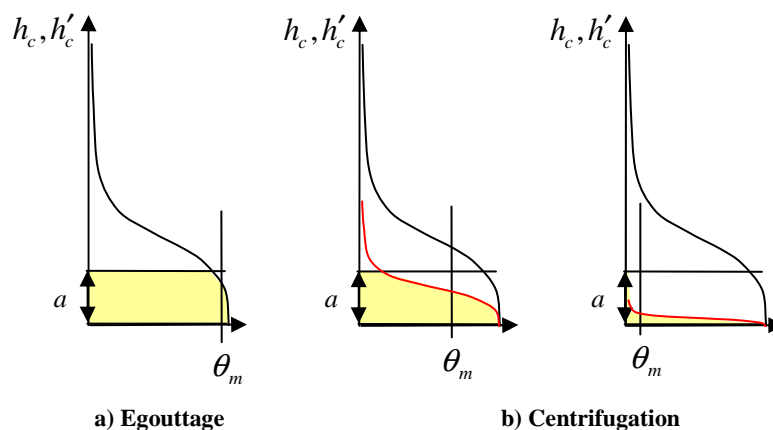 h_c, h'_c
h_c, h'_c
h_c, h'_c
a
a
a
θ_m
θ_m
θ_m
a) Egouttage
b) Centrifugation